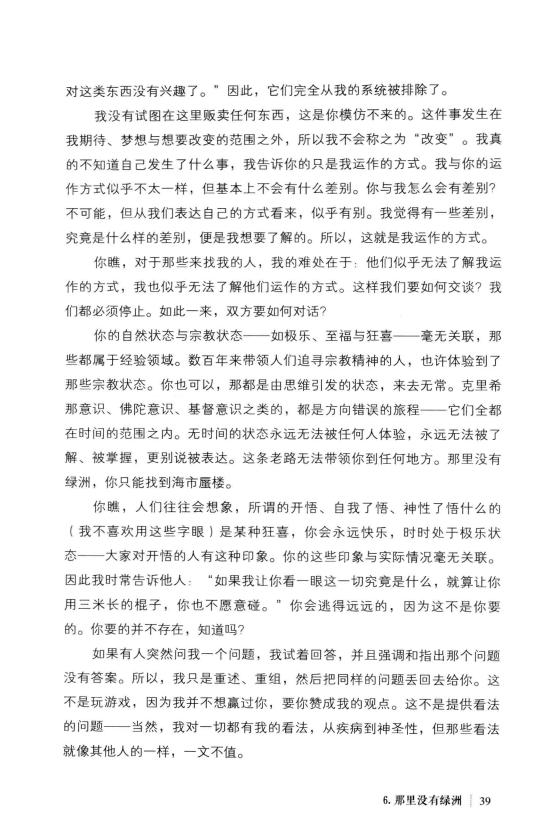 对这类东西没有兴趣了。”因此，它们完全从我的系统被排除了。
我没有试图在这里贩卖任何东西，这是你模仿不来的。这件事发生在
我期待、梦想与想要改变的范围之外，所以我不会称之为“改变”。我真
的不知道自己发生了什么事，我告诉你的只是我运作的方式。我与你的运
作方式似乎不太一样，但基本上不会有什么差别。你与我怎么会有差别？
不可能，但从我们表达自己的方式看来，似乎有别。我觉得有一些差别，
究竟是什么样的差别，便是我想要了解的。所以，这就是我运作的方式。
你瞧，对于那些来找我的人，我的难处在于：他们似乎无法了解我运
作的方式，我也似乎无法了解他们运作的方式。这样我们要如何交谈？我
们都必须停止。如此一来，双方要如何对话？
你的自然状态与宗教状态——如极乐、至福与狂喜——毫无关联，那
些都属于经验领域。数百年来带领人们追寻宗教精神的人，也许体验到了
那些宗教状态。你也可以，那都是由思维引发的状态，来去无常。克里希
那意识、佛陀意识、基督意识之类的，都是方向错误的旅程——它们全都
在时间的范围之内。无时间的状态永远无法被任何人体验，永远无法被了
解、被掌握，更别说被表达。这条老路无法带领你到任何地方。那里没有
绿洲，你只能找到海市蜃楼。
你瞧，人们往往会想象，所谓的开悟、自我了悟、神性了悟什么的
（我不喜欢用这些字眼）是某种狂喜，你会永远快乐，时时处于极乐状
态——大家对开悟的人有这种印象。你的这些印象与实际情况毫无关联。
因此我时常告诉他人：“如果我让你看一眼这一切究竟是什么，就算让你
用三米长的棍子，你也不愿意碰。”你会逃得远远的，因为这不是你要
的。你要的并不存在，知道吗？
如果有人突然问我一个问题，我试着回答，并且强调和指出那个问题
没有答案。所以，我只是重述、重组，然后把同样的问题丢回去给你。这
不是玩游戏，因为我并不想赢过你，要你赞成我的观点。这不是提供看法
的问题——当然，我对一切都有我的看法，从疾病到神圣性，但那些看法
就像其他人的一样，一文不值。
6. 那里没有绿洲 | 39